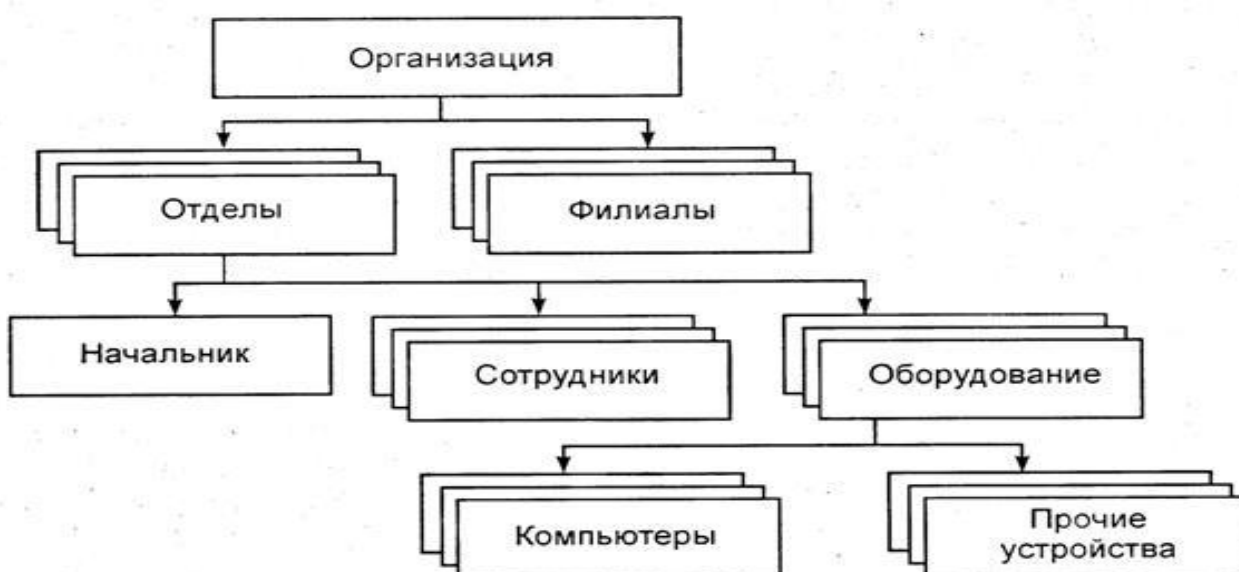 Организация
Отделы
Филиалы
Начальник
Сотрудники
Оборудование
Компьютеры
Прочие
устройства